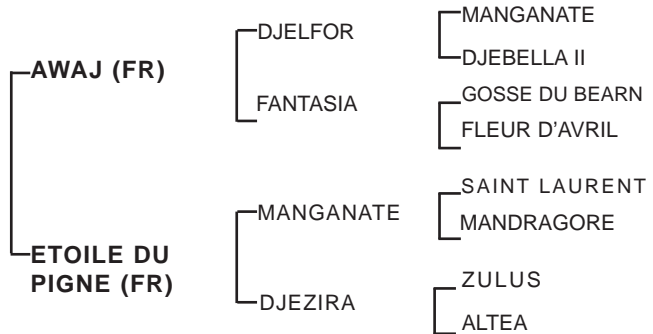 MANGANATE
DJELFOR
DJEBELLA II
AWAJ (FR)
GOSSE DU BEARN
FANTASIA
FLEUR D'AVRIL
SAINT LAURENT
MANGANATE
MANDRAGORE
ETOILE DU
PIGNE (FR)
ZULUS
DJEZIRA
ALTEA